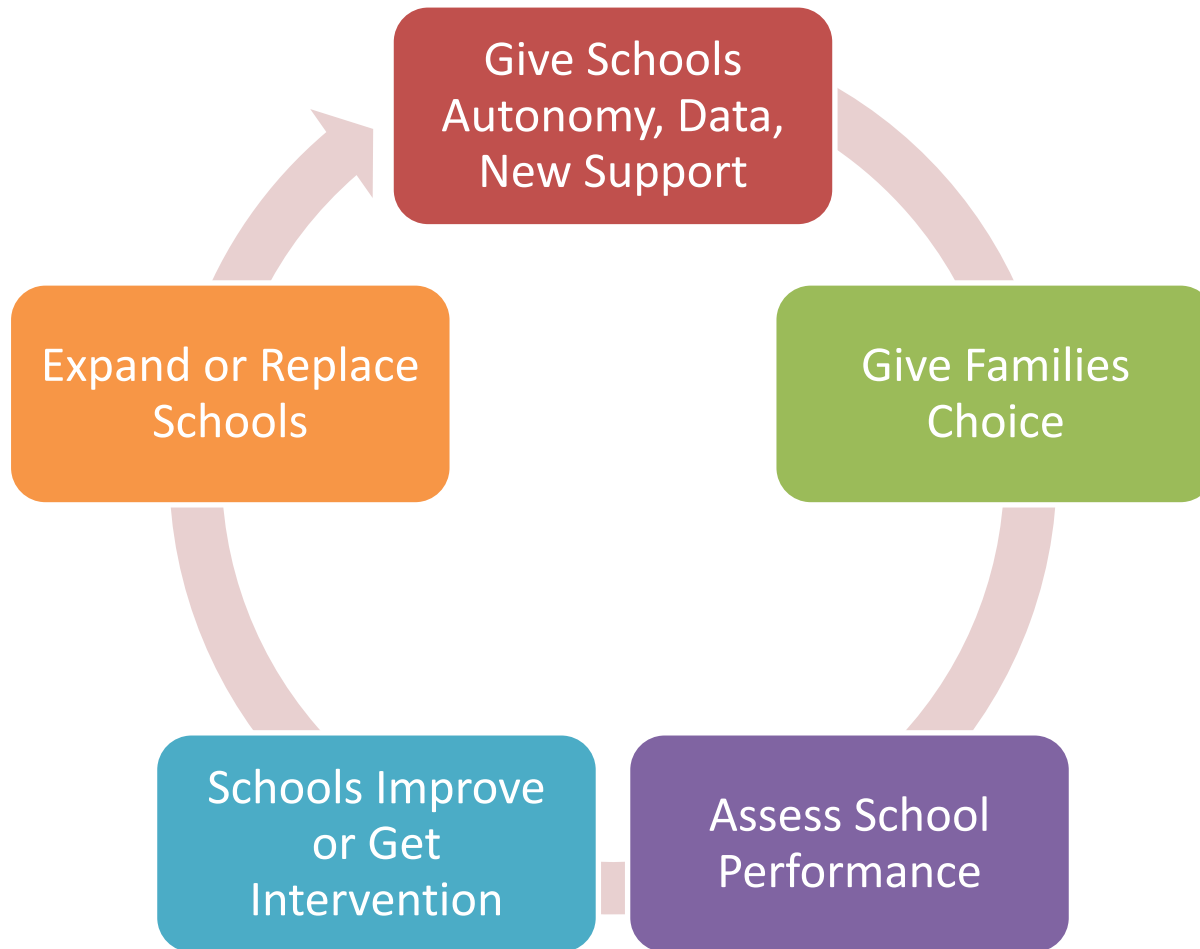 Give Schools
Autonomy, Data,
New Support
Give Families
Choice
Assess School
Performance
Schools Improve
or Get
Intervention
Expand or Replace
Schools